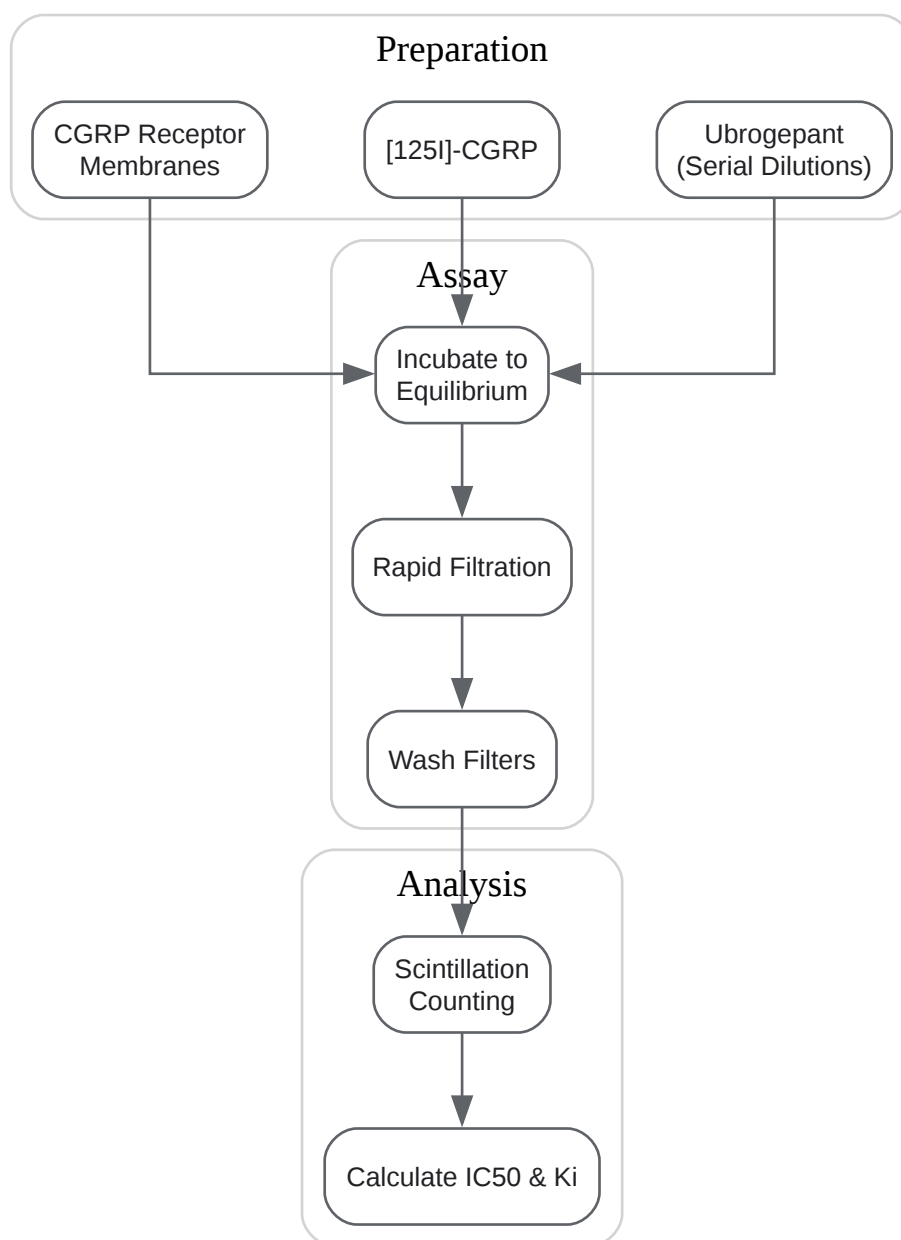 Preparation
CGRP Receptor
Membranes
[125I]-CGRP
Ubrogepant
(Serial Dilutions)
Assay
Incubate to
Equilibrium
Rapid Filtration
Wash Filters
Analysis
Scintillation
Counting
Calculate IC50 & Ki